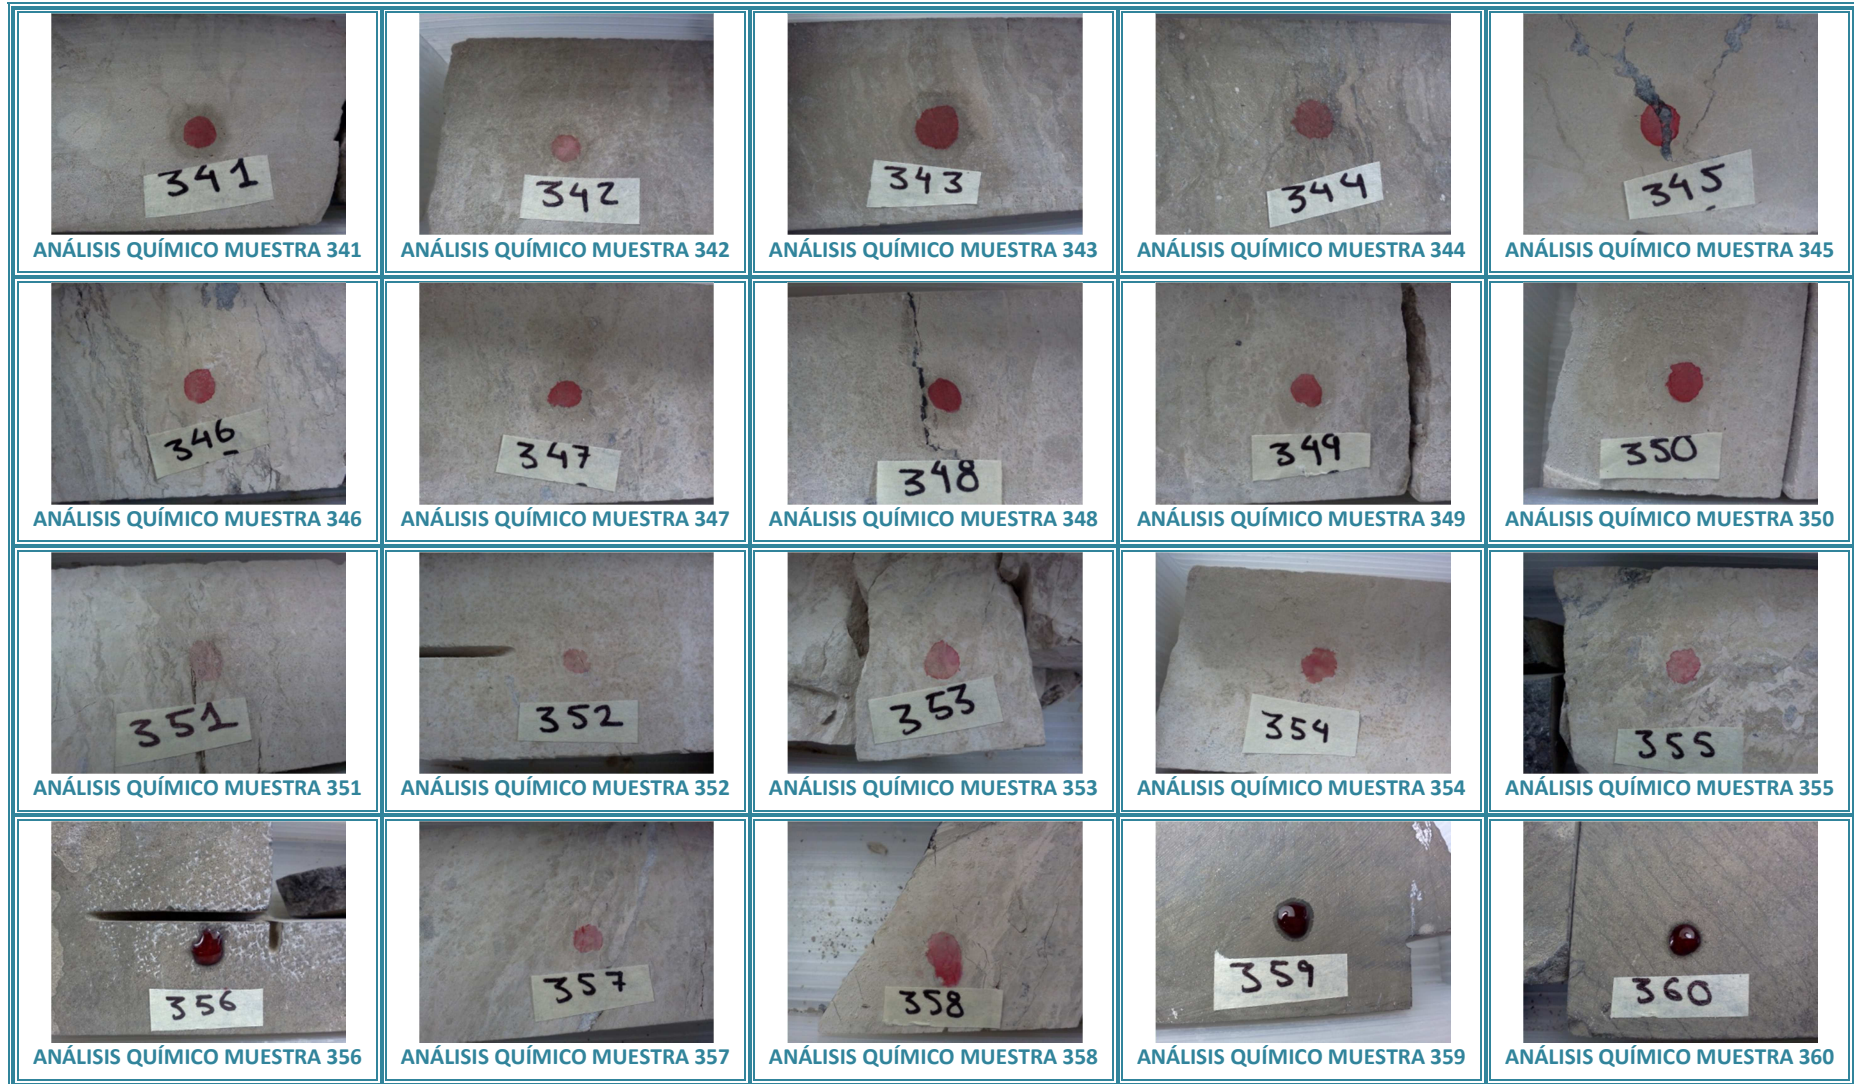 341
342
343
344
345
ANÁLISIS QUÍMICO MUESTRA 341
ANÁLISIS QUÍMICO MUESTRA 342
ANÁLISIS QUÍMICO MUESTRA 343
ANÁLISIS QUÍMICO MUESTRA 344
ANÁLISIS QUÍMICO MUESTRA 345
346
347
348
349
350
ANÁLISIS QUÍMICO MUESTRA 346
ANÁLISIS QUÍMICO MUESTRA 347
ANÁLISIS QUÍMICO MUESTRA 348
ANÁLISIS QUÍMICO MUESTRA 349
ANÁLISIS QUÍMICO MUESTRA 350
351
352
353
354
355
ANÁLISIS QUÍMICO MUESTRA 351
ANÁLISIS QUÍMICO MUESTRA 352
ANÁLISIS QUÍMICO MUESTRA 353
ANÁLISIS QUÍMICO MUESTRA 354
ANÁLISIS QUÍMICO MUESTRA 355
356
357
358
359
360
ANÁLISIS QUÍMICO MUESTRA 356
ANÁLISIS QUÍMICO MUESTRA 357
ANÁLISIS QUÍMICO MUESTRA 358
ANÁLISIS QUÍMICO MUESTRA 359
ANÁLISIS QUÍMICO MUESTRA 360